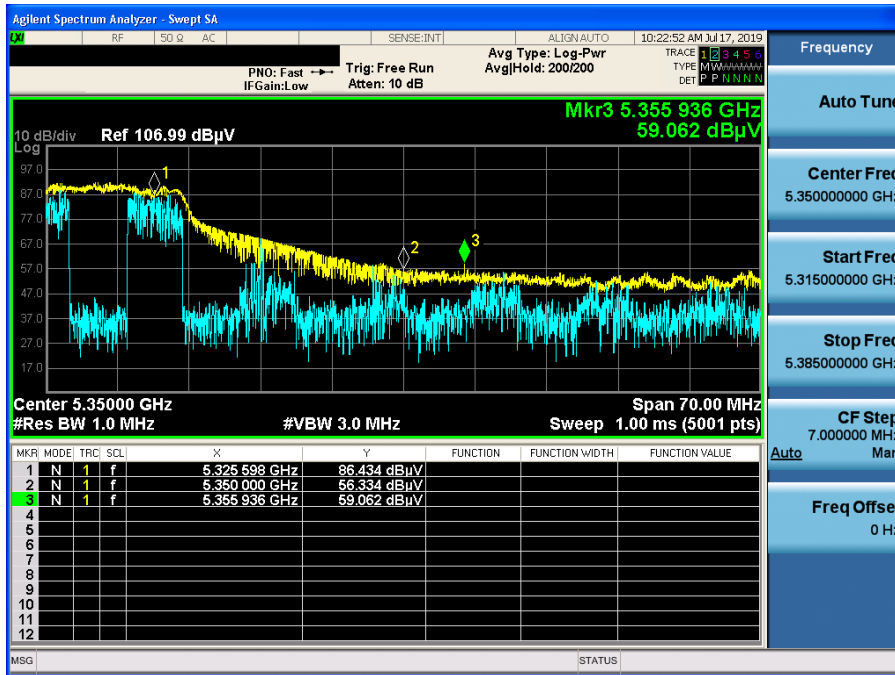 Agilent Spectrum Analyzer - Swept SA
LXI RF 50 Ω AC SENSE:INT ALIGN AUTO 10:22:52 AM Jul 17, 2019
PNO: Fast Trig: Free Run Avg Type: Log-Pwr TRACE 1 2 3 4 5 6
IFGain:Low Atten: 10 dB Avg|Hold: 200/200 TYPE M WWWWW
DET P P N N N N
Frequency
Mkr3 5.355 936 GHz
10 dB/div Ref 106.99 dBµV 59.062 dBµV
Log
97.0
87.0
77.0
67.0
57.0
47.0
37.0
27.0
17.0
1
2
3
Center 5.35000 GHz Span 70.00 MHz
#Res BW 1.0 MHz #VBW 3.0 MHz Sweep 1.00 ms (5001 pts)
MKR MODE TRC SCL X Y FUNCTION FUNCTION WIDTH FUNCTION VALUE
1 N 1 f 5.325 598 GHz 86.434 dBµV
2 N 1 f 5.350 000 GHz 56.334 dBµV
3 N 1 f 5.355 936 GHz 59.062 dBµV
4
5
6
7
8
9
10
11
12
Auto Tune
Center Freq
5.350000000 GHz
Start Freq
5.315000000 GHz
Stop Freq
5.385000000 GHz
CF Step
7.000000 MHz
Auto Man
Freq Offset
0 Hz
MSG STATUS